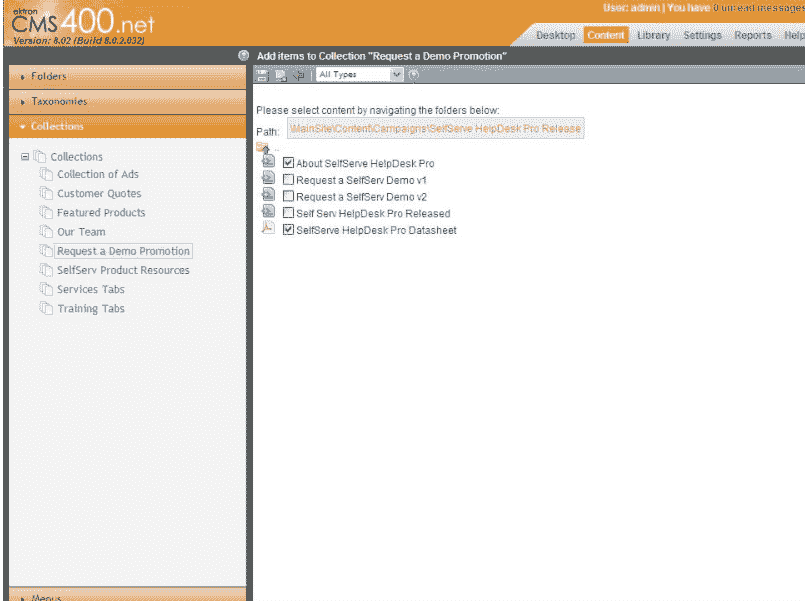 User: admin | You have 0 unread messages
ektron
CMS400.net
Version: 8.02 (Build 8.0.2.032)
Desktop Content Library Settings Reports Help
Add items to Collection "Request a Demo Promotion"
Folders
All Types
Taxonomies
Collections
Please select content by navigating the folders below:
Path: \MainSite\Content\Campaigns\SelfServe HelpDesk Pro Release
..
Collections
Collection of Ads
Customer Quotes
Featured Products
Our Team
Request a Demo Promotion
SelfServ Product Resources
Services Tabs
Training Tabs
About SelfServe HelpDesk Pro
Request a SelfServ Demo v1
Request a SelfServ Demo v2
Self Serv HelpDesk Pro Released
SelfServe HelpDesk Pro Datasheet
Menus